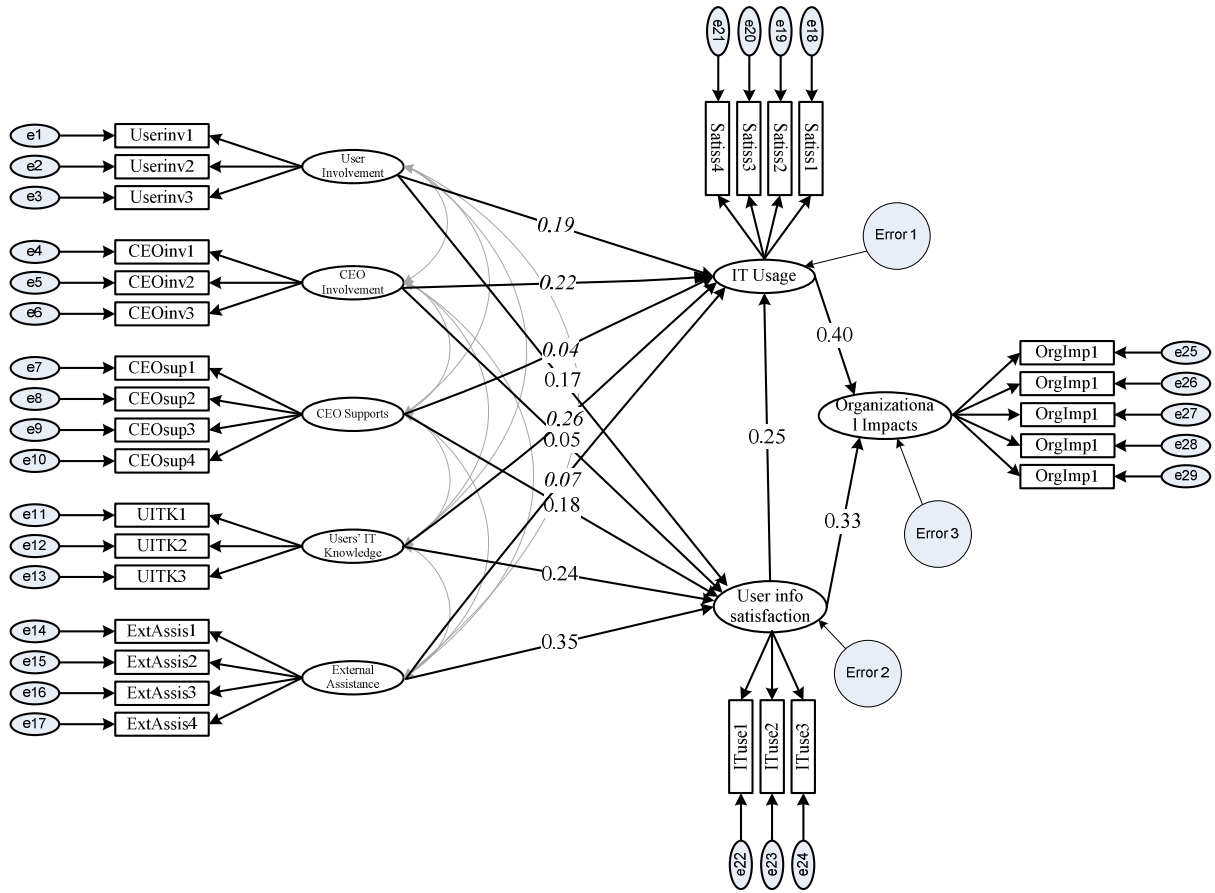 e21
e20
e19
e18
Satiss4
Satiss3
Satiss2
Satiss1
e1
Userinv1
e2
Userinv2
e3
Userinv3
User
Involvement
e4
CEOinv1
e5
CEOinv2
e6
CEOinv3
CEO
Involvement
e7
CEOsup1
e8
CEOsup2
e9
CEOsup3
e10
CEOsup4
CEO Supports
e11
UITK1
e12
UITK2
e13
UITK3
Users' IT
Knowledge
e14
ExtAssis1
e15
ExtAssis2
e16
ExtAssis3
e17
ExtAssis4
External
Assistance
0.19
0.22
0.04
0.17
0.26
0.05
0.07
0.18
0.24
0.35
IT Usage
Error 1
0.40
0.25
0.33
Organizationa
l Impacts
Error 3
User info
satisfaction
Error 2
OrgImp1
e25
OrgImp1
e26
OrgImp1
e27
OrgImp1
e28
OrgImp1
e29
ITuse1
ITuse2
ITuse3
e22
e23
e24